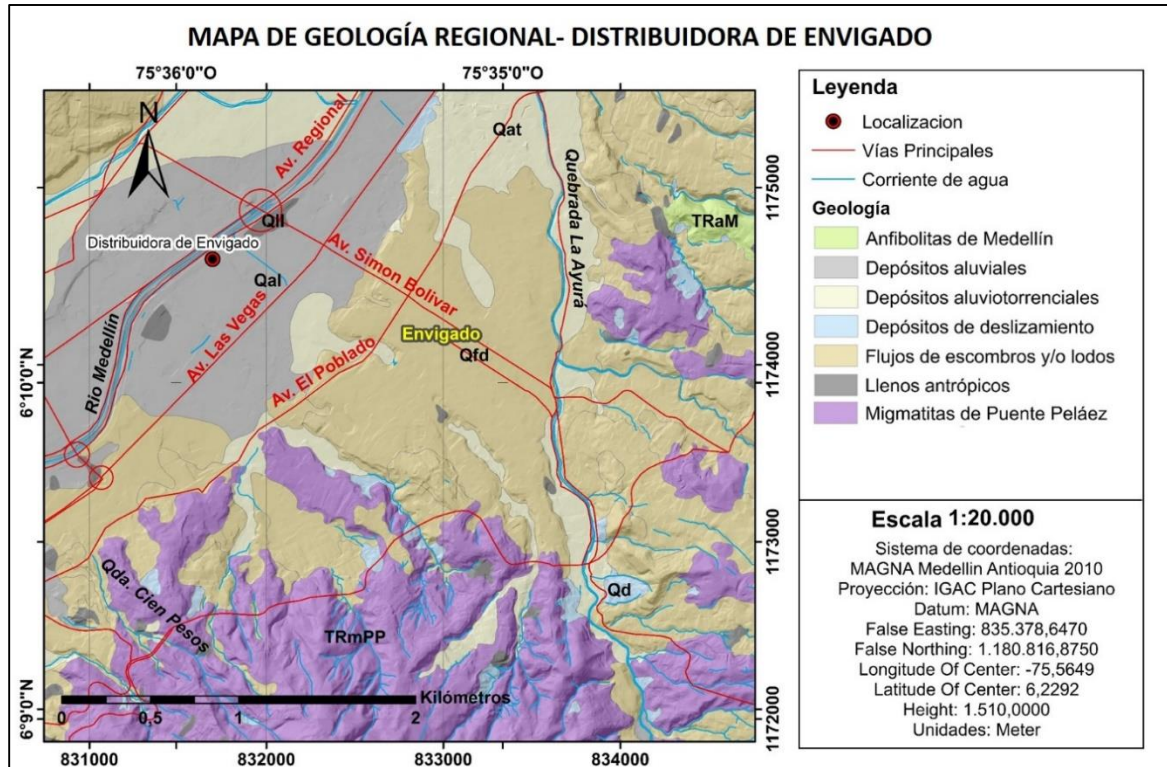 MAPA DE GEOLOGÍA REGIONAL- DISTRIBUIDORA DE ENVIGADO
75°36'0"O
75°35'0"O
N
Av. Regional
Qat
Quebrada La Ayurá
TRaM
Qll
Distribuidora de Envigado
Qal
Av. Simon Bolivar
Av. Las Vegas
Envigado
Qfd
Rio Medellín
Av. El Poblado
Qda. Cien Pesos
Qd
TRmPP
Kilómetros
0
0,5
1
2
6°10'0"N
6°9'0"N
1175000
1174000
1173000
1172000
831000
832000
833000
834000
Leyenda
Localizacion
Vías Principales
Corriente de agua
Geología
Anfibolitas de Medellín
Depósitos aluviales
Depósitos aluviotorrenciales
Depósitos de deslizamiento
Flujos de escombros y/o lodos
Llenos antrópicos
Migmatitas de Puente Peláez
Escala 1:20.000
Sistema de coordenadas:
MAGNA Medellin Antioquia 2010
Proyección: IGAC Plano Cartesiano
Datum: MAGNA
False Easting: 835.378,6470
False Northing: 1.180.816,8750
Longitude Of Center: -75,5649
Latitude Of Center: 6,2292
Height: 1.510,0000
Unidades: Meter